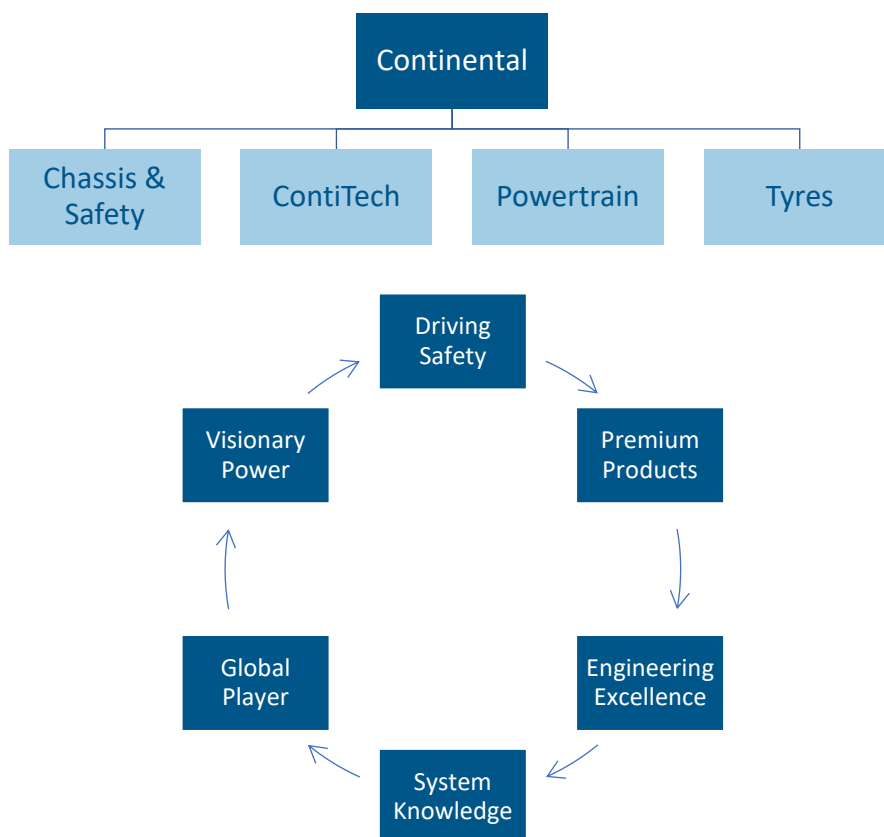 Continental
Chassis &
Safety
ContiTech
Powertrain
Tyres
Driving
Safety
Visionary
Power
Premium
Products
Global
Player
Engineering
Excellence
System
Knowledge